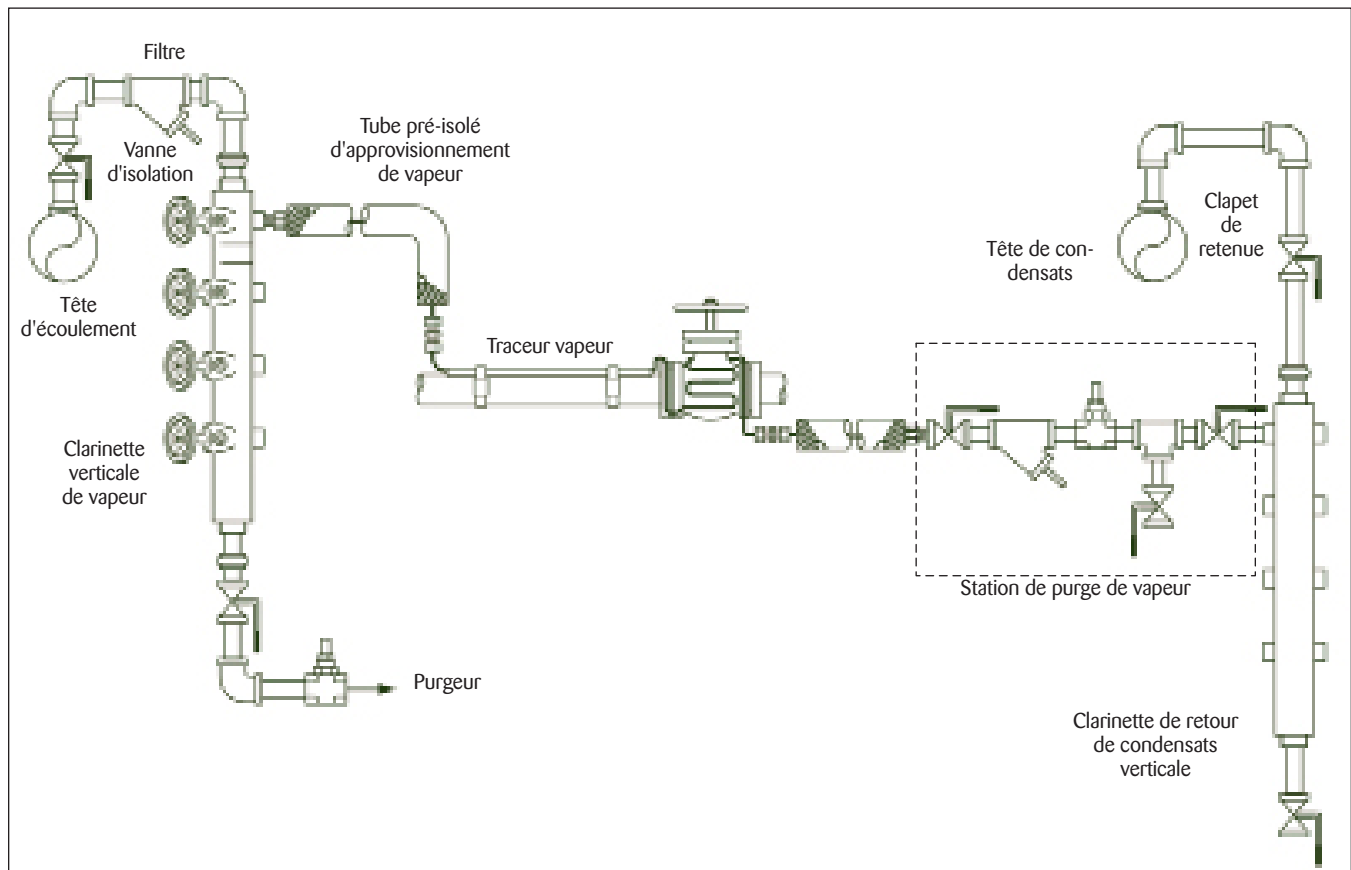 Filtre
Vanne
d'isolation
Tube pré-isolé
d'approvisionnement
de vapeur
Tête
d'écoulement
Clarinette
verticale
de vapeur
Purgeur
Traceur vapeur
Tête de con-
densats
Clapet
de
retenue
Station de purge de vapeur
Clarinette de retour
de condensats
verticale